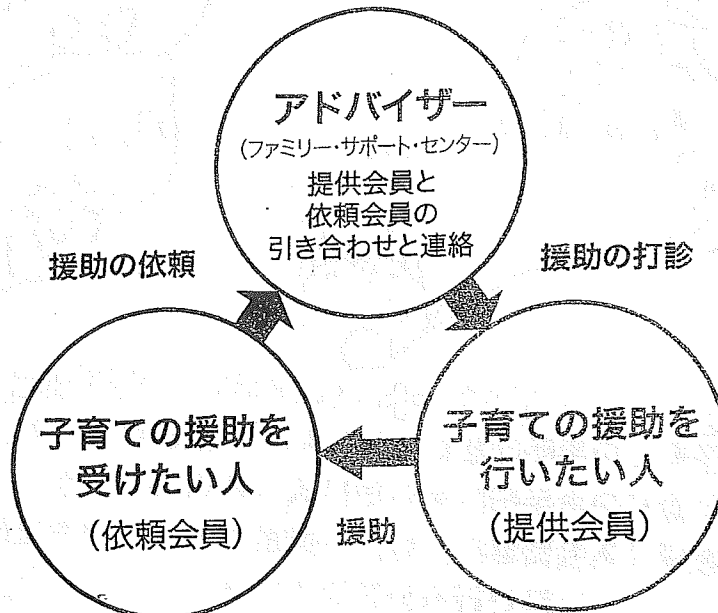 アドバイザー
(ファミリー・サポート・センター)
提供会員と
依頼会員の
引き合わせと連絡
援助の依頼
援助の打診
子育ての援助を
受けたい人
(依頼会員)
援助
子育ての援助を
行いたい人
(提供会員)